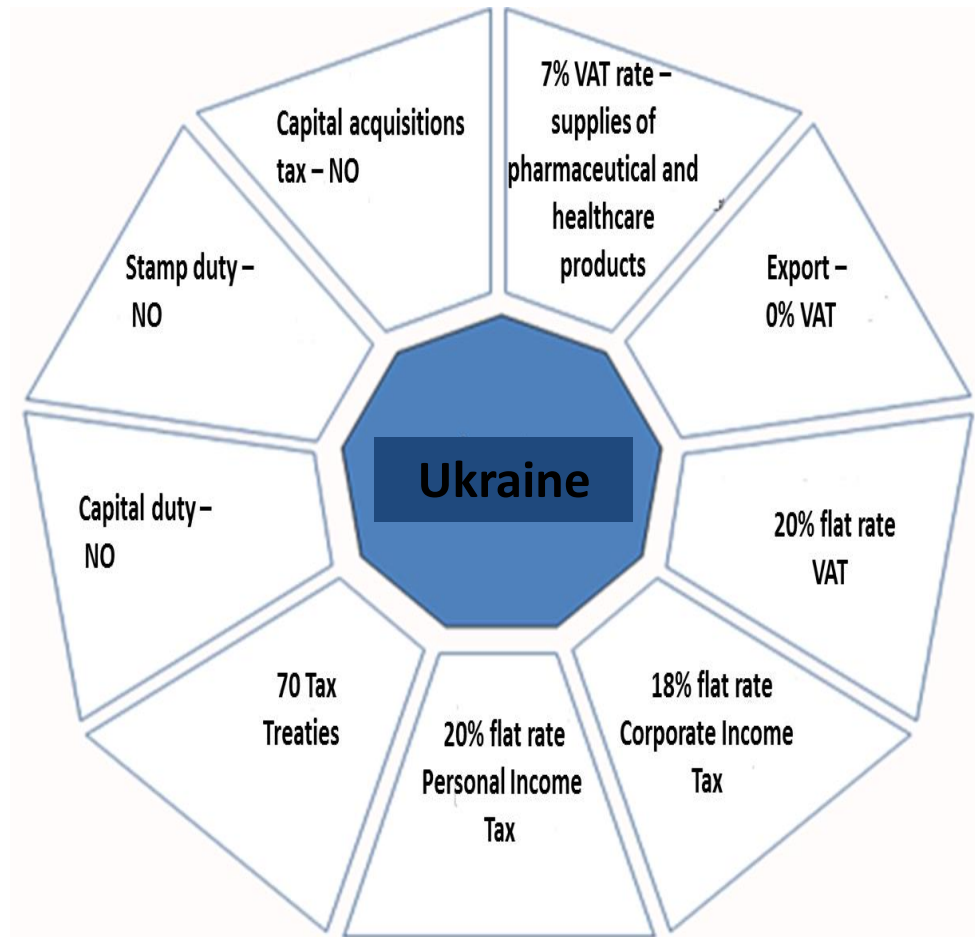 7% VAT rate –
supplies of
pharmaceutical and
healthcare
products
Export –
0% VAT
20% flat rate
VAT
18% flat rate
Corporate Income
Tax
20% flat rate
Personal Income
Tax
70 Tax
Treaties
Capital duty –
NO
Stamp duty –
NO
Capital acquisitions
tax – NO
Ukraine